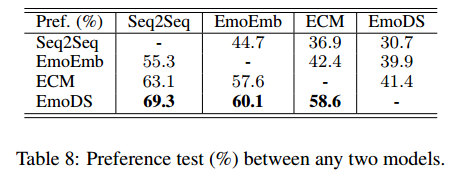 Pref. (%) Seq2Seq EmoEmb ECM EmoDS
Seq2Seq - 44.7 36.9 30.7
EmoEmb 55.3 - 42.4 39.9
ECM 63.1 57.6 - 41.4
EmoDS 69.3 60.1 58.6 -
Table 8: Preference test (%) between any two models.